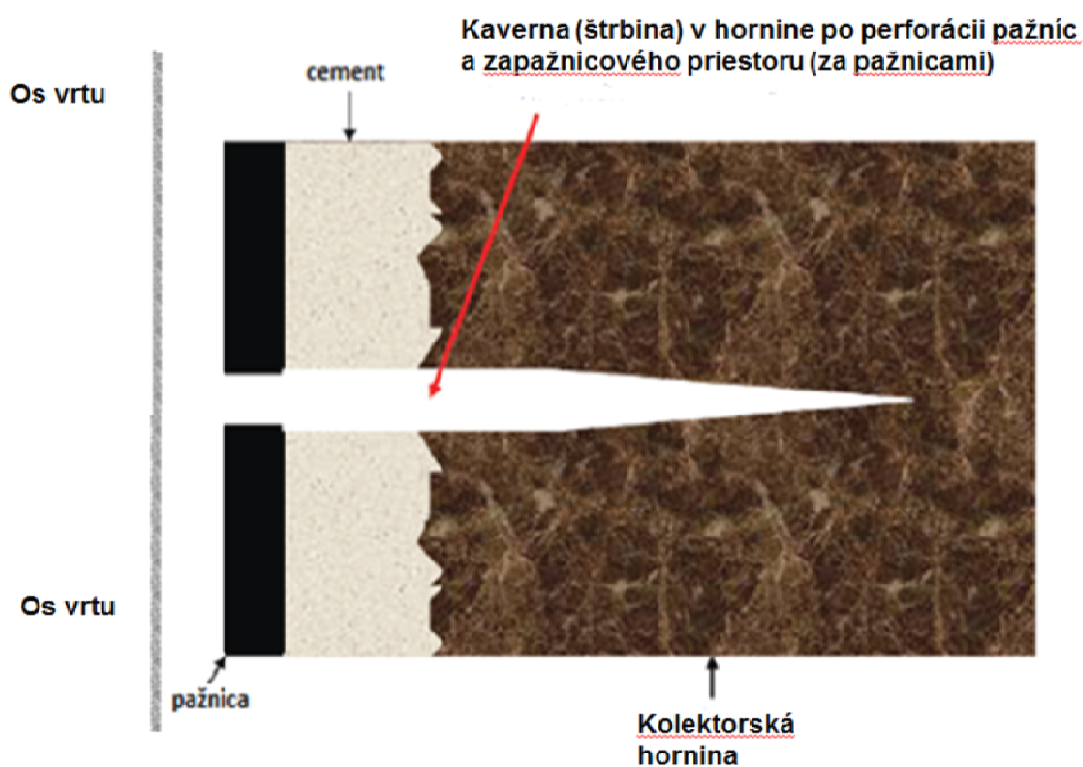 Kaverna (štrbina) v hornine po perforácii pažníc
a zapažnicového priestoru (za pažnicami)
cement
Os vrtu
Os vrtu
pažnica
Kolektorská
hornina